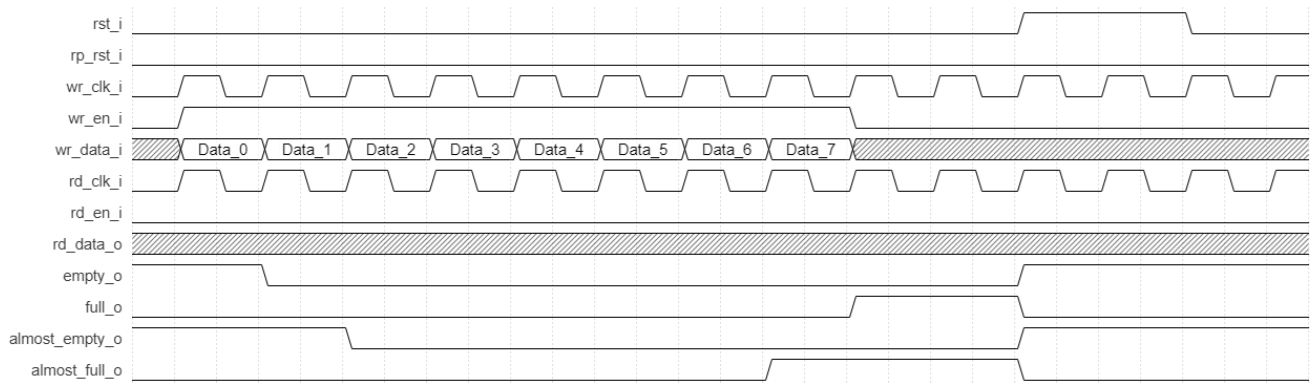 rst_i
rp_rst_i
wr_clk_i
wr_en_i
wr_data_i Data_0 Data_1 Data_2 Data_3 Data_4 Data_5 Data_6 Data_7
rd_clk_i
rd_en_i
rd_data_o
empty_o
full_o
almost_empty_o
almost_full_o